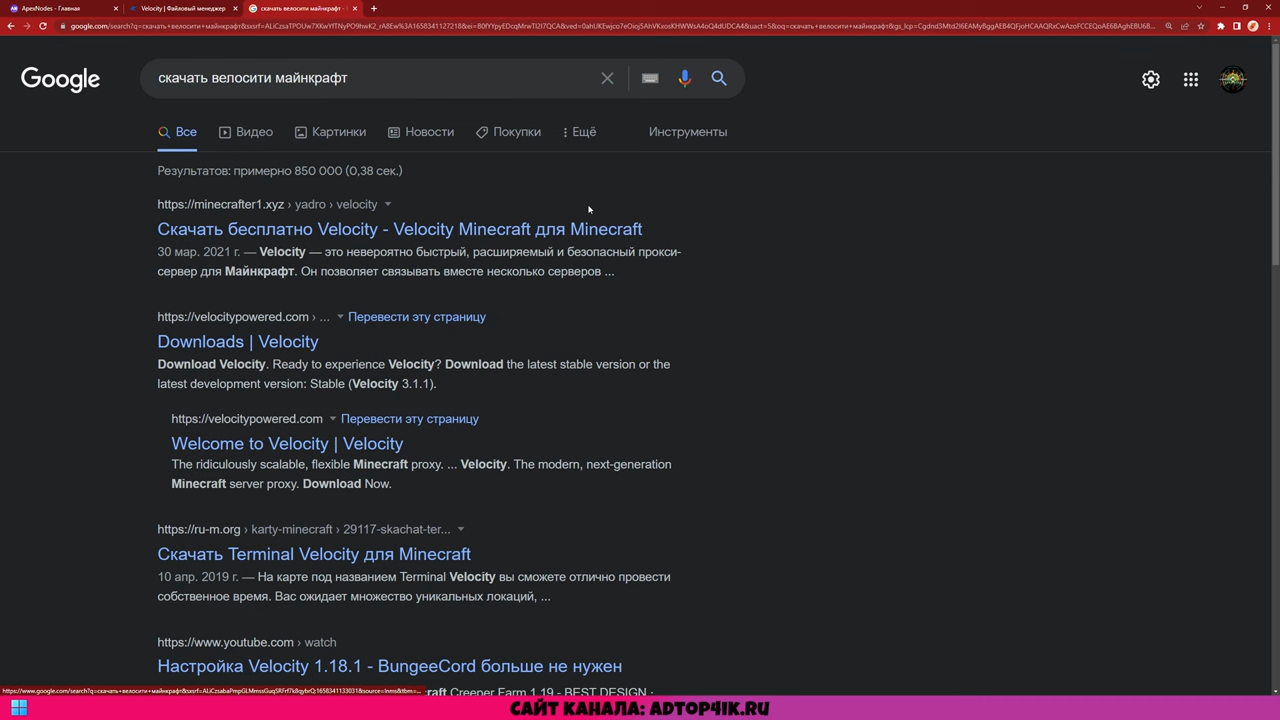 ApexNodes - Главная
Velocity | Файловый менеджер
скачать велосити майнкрафт -
Google
скачать велосити майнкрафт
Все
Видео
Картинки
Новости
Покупки
Ещё
Инструменты
Результатов: примерно 850 000 (0,38 сек.)
https://minecrafter1.xyz › yadro › velocity
Скачать бесплатно Velocity - Velocity Minecraft для Minecraft
30 мар. 2021 г. — Velocity — это невероятно быстрый, расширяемый и безопасный прокси-
сервер для Майнкрафт. Он позволяет связывать вместе несколько серверов ...
https://velocitypowered.com › ... Перевести эту страницу
Downloads | Velocity
Download Velocity. Ready to experience Velocity? Download the latest stable version or the
latest development version: Stable (Velocity 3.1.1).
https://velocitypowered.com Перевести эту страницу
Welcome to Velocity | Velocity
The ridiculously scalable, flexible Minecraft proxy. ... Velocity. The modern, next-generation
Minecraft server proxy. Download Now.
https://ru-m.org › karty-minecraft › 29117-skachat-ter...
Скачать Terminal Velocity для Minecraft
10 апр. 2019 г. — На карте под названием Terminal Velocity вы сможете отлично провести
собственное время. Вас ожидает множество уникальных локаций, ...
https://www.youtube.com › watch
Настройка Velocity 1.18.1 - BungeeCord больше не нужен
raft Creeper Farm 1.19 - BEST DESIGN ·
САЙТ КАНАЛА: ADTOP4IK.RU